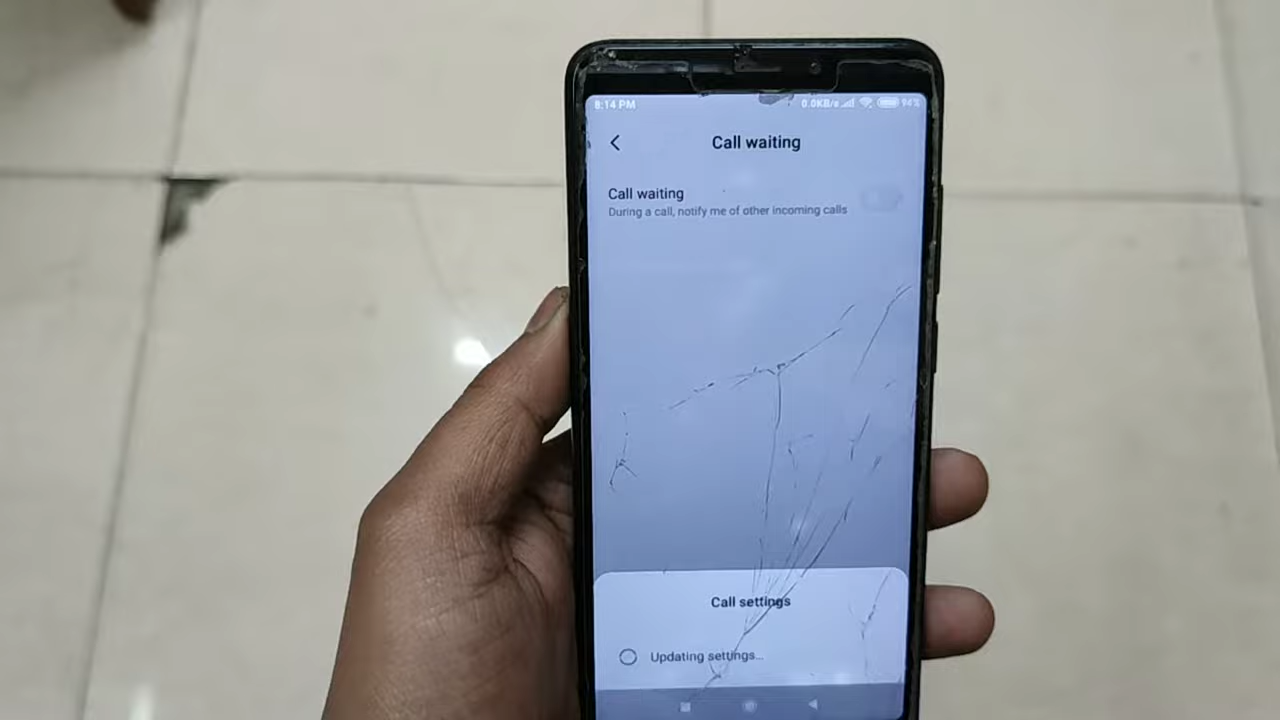 8:14 PM 0.0KB/s 94%
Call waiting
Call waiting
During a call, notify me of other incoming calls
Call settings
Updating settings...